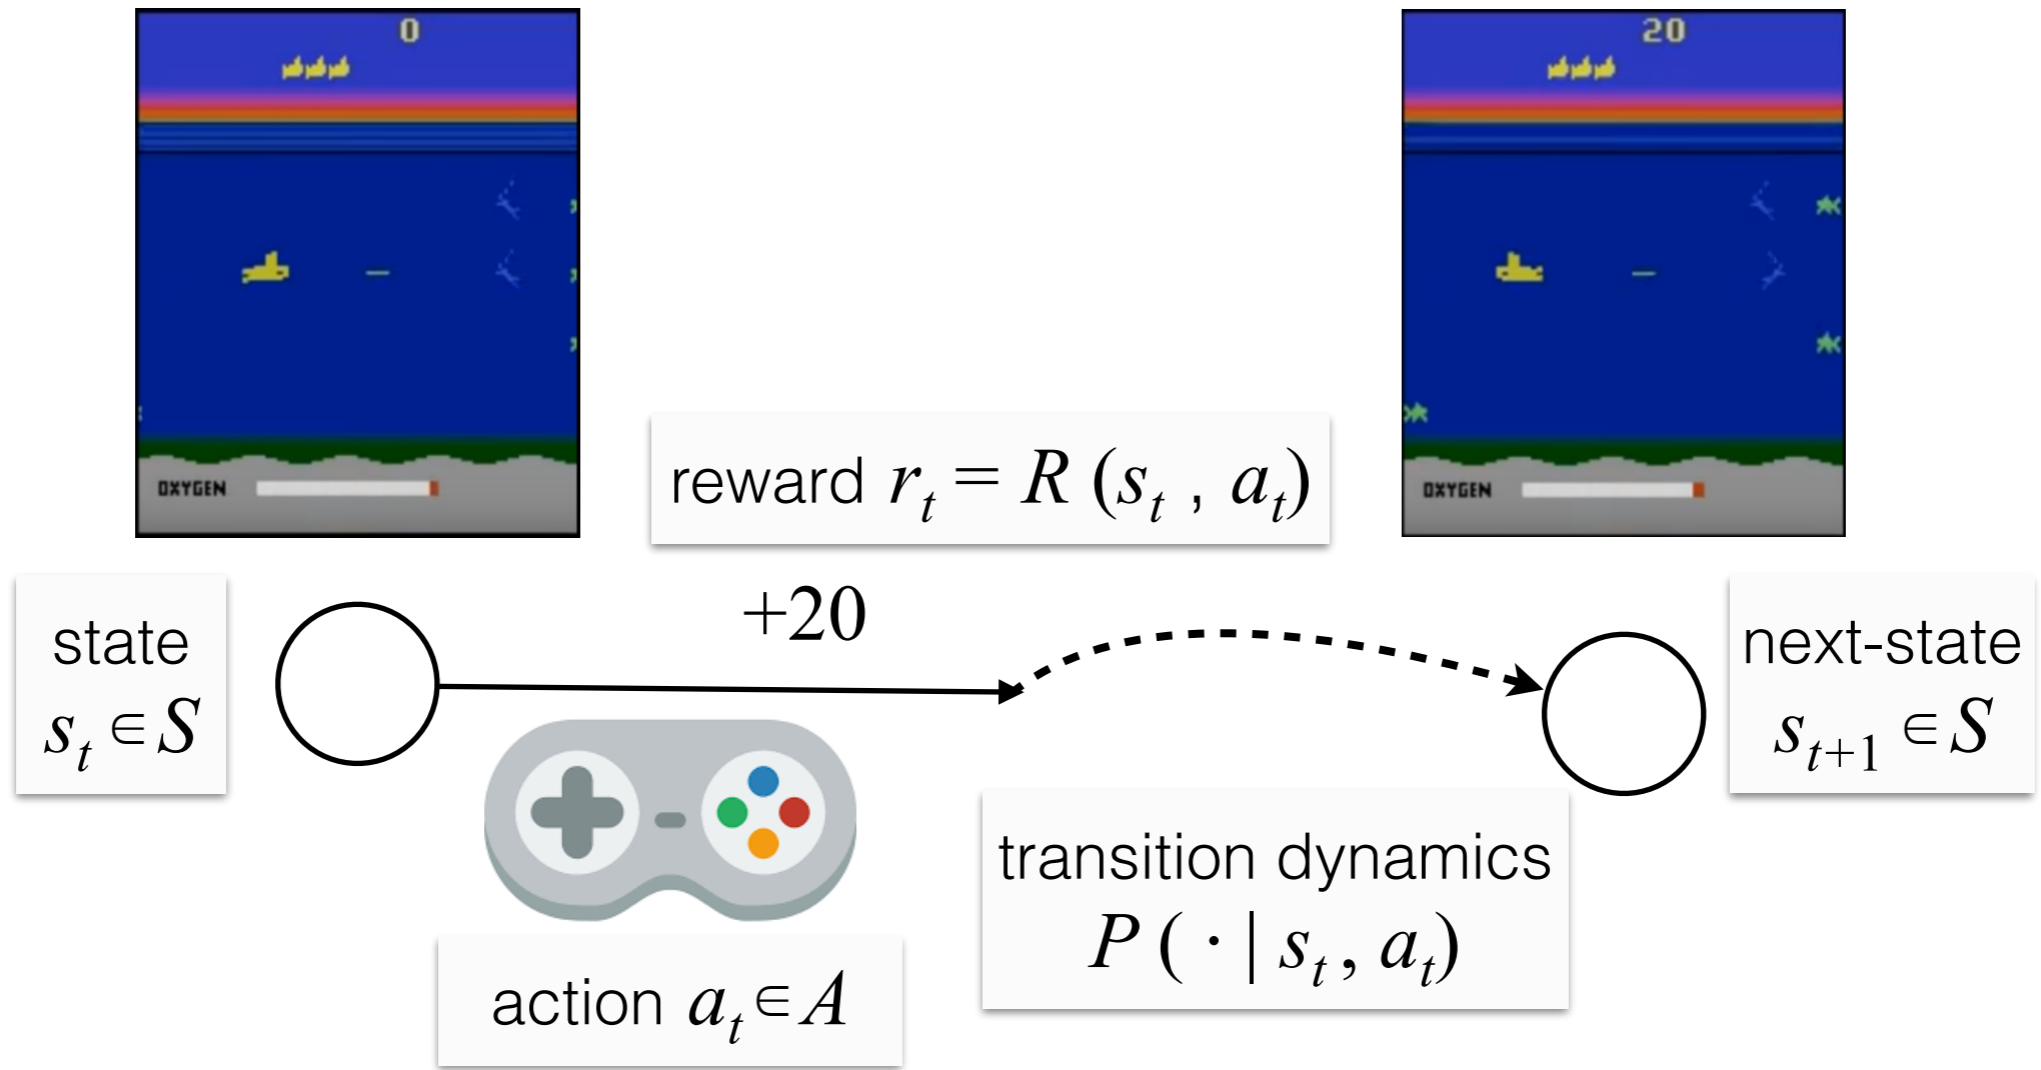 0
20
OXYGEN
OXYGEN
reward r_t = R (s_t , a_t)
+20
state
s_t ∈ S
next-state
s_{t+1} ∈ S
transition dynamics
P ( · | s_t , a_t)
action a_t ∈ A